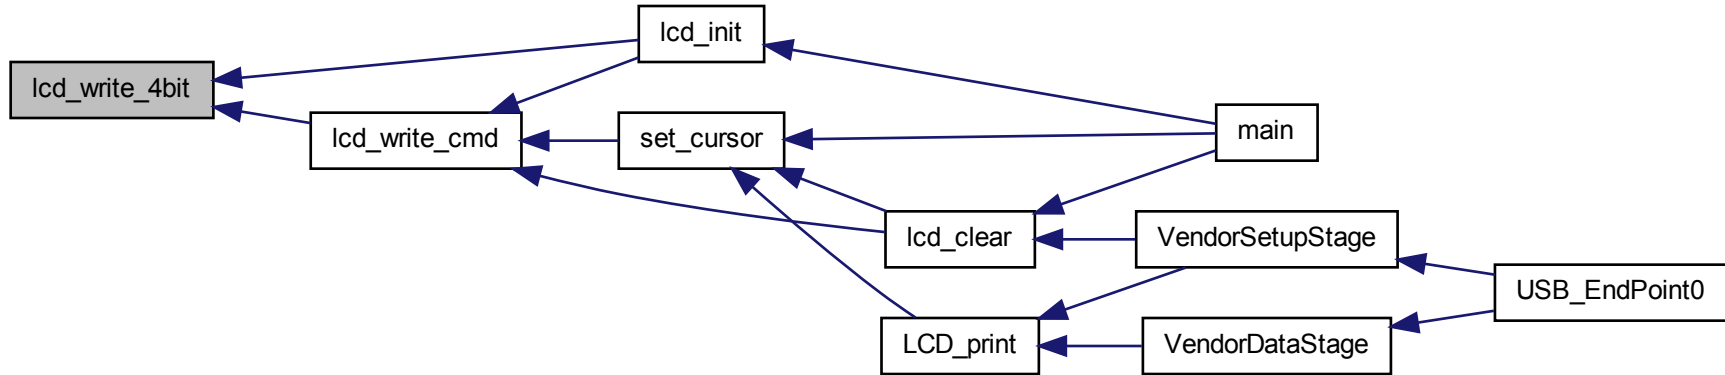 lcd_init
lcd_write_4bit
main
lcd_write_cmd
set_cursor
lcd_clear
VendorSetupStage
USB_EndPoint0
LCD_print
VendorDataStage